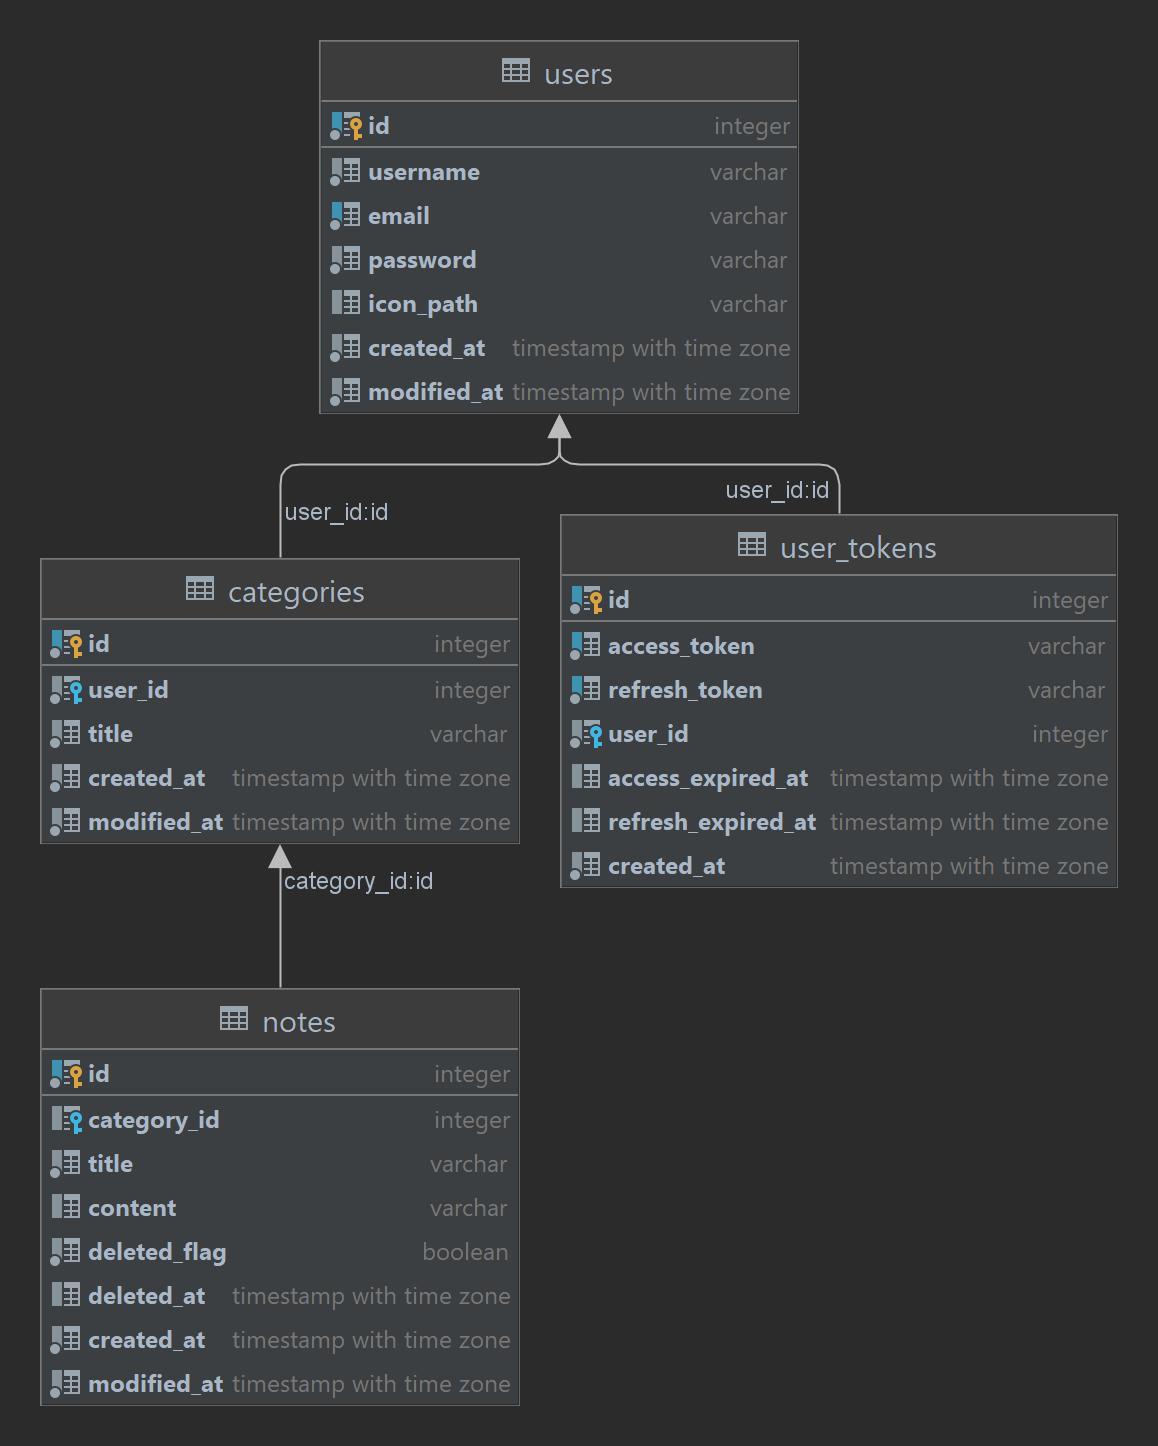 users
id integer
username varchar
email varchar
password varchar
icon_path varchar
created_at timestamp with time zone
modified_at timestamp with time zone
user_id:id
user_id:id
categories
id integer
user_id integer
title varchar
created_at timestamp with time zone
modified_at timestamp with time zone
user_tokens
id integer
access_token varchar
refresh_token varchar
user_id integer
access_expired_at timestamp with time zone
refresh_expired_at timestamp with time zone
created_at timestamp with time zone
category_id:id
notes
id integer
category_id integer
title varchar
content varchar
deleted_flag boolean
deleted_at timestamp with time zone
created_at timestamp with time zone
modified_at timestamp with time zone